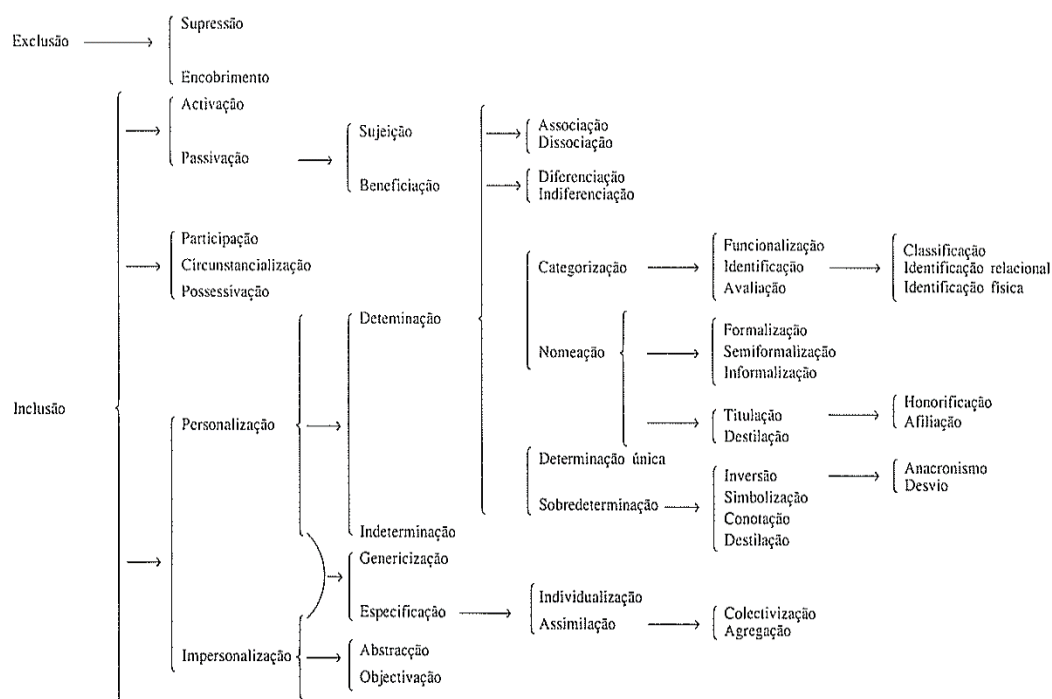 Exclusão
Supressão
Encobrimento
Inclusão
Activação
Passivação
Sujeição
Beneficiação
Participação
Circunstancialização
Possessivação
Personalização
Deteminação
Associação
Dissociação
Diferenciação
Indiferenciação
Categorização
Funcionalização
Identificação
Avaliação
Classificação
Identificação relacional
Identificação física
Nomeação
Formalização
Semiformalização
Informalização
Titulação
Destilação
Honorificação
Afiliação
Determinação única
Sobredeterminação
Inversão
Simbolização
Conotação
Destilação
Anacronismo
Desvio
Indeterminação
Genericização
Especificação
Individualização
Assimilação
Colectivização
Agregação
Impersonalização
Abstracção
Objectivação